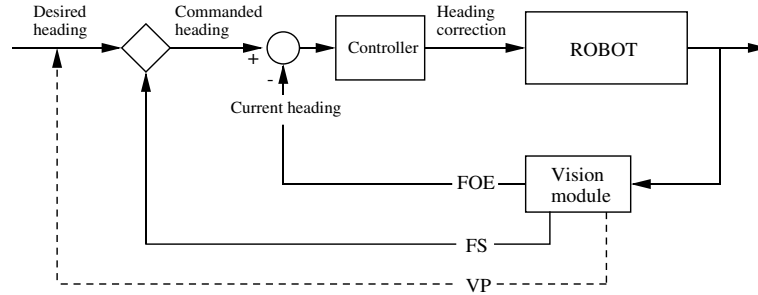 Desired
heading
Commanded
heading
+
-
Controller
Heading
correction
ROBOT
Current heading
FOE
Vision
module
FS
VP